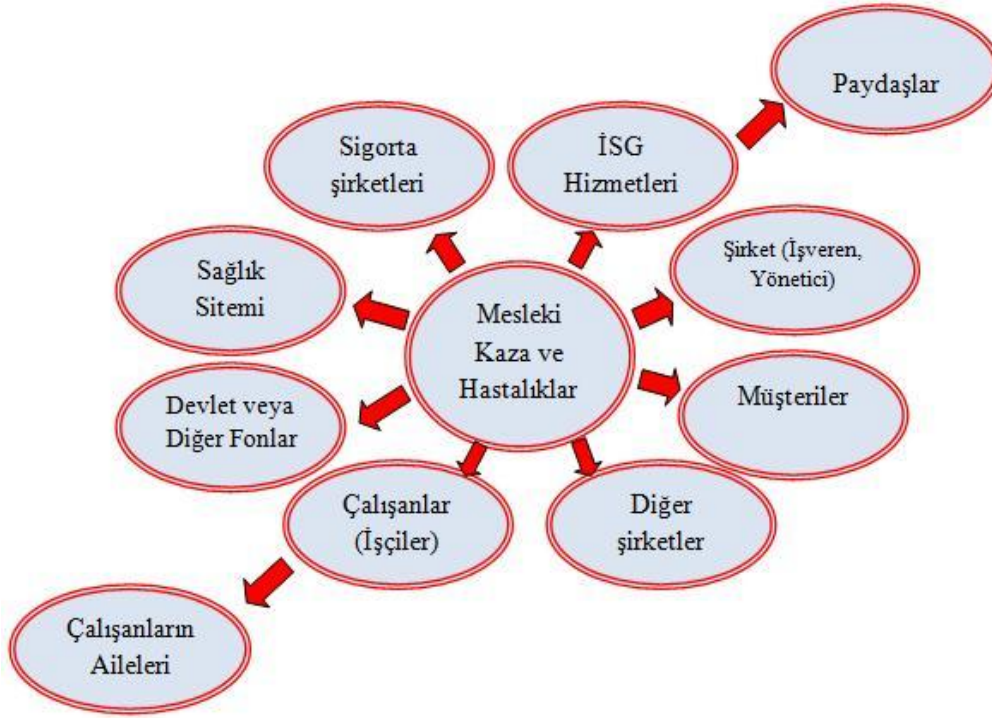 Paydaşlar
Sigorta
şirketleri
İSG
Hizmetleri
Sağlık
Sitemi
Şirket (İşveren,
Yönetici)
Mesleki
Kaza ve
Hastalıklar
Devlet veya
Diğer Fonlar
Müşteriler
Çalışanlar
(İşçiler)
Diğer
şirketler
Çalışanların
Aileleri